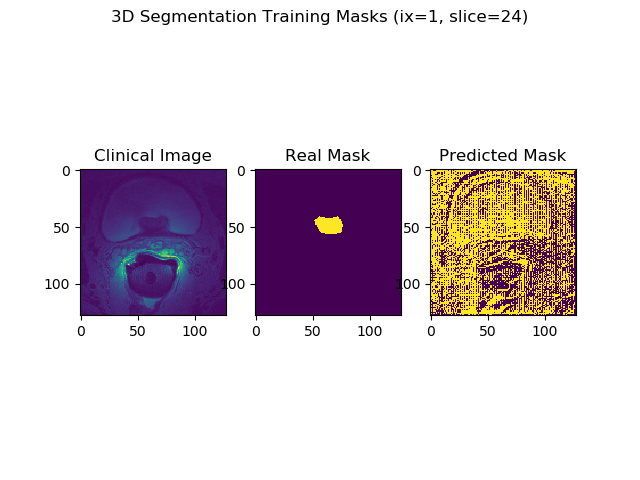 3D Segmentation Training Masks (ix=1, slice=24)
Clinical Image Real Mask Predicted Mask
0 0 0
50 50 50
100 100 100
0 50 100 0 50 100 0 50 100